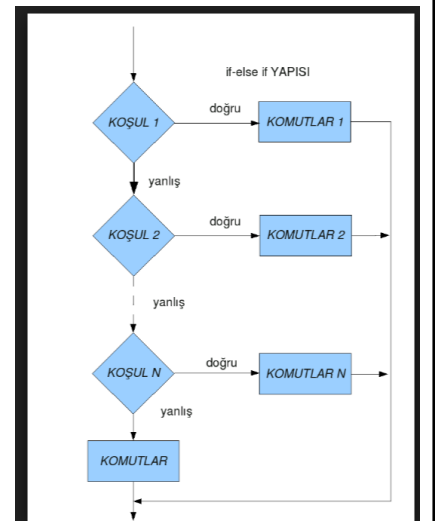 if-else if YAPISI
doğru
KOŞUL 1
KOMUTLAR 1
yanlış
doğru
KOŞUL 2
KOMUTLAR 2
yanlış
doğru
KOŞUL N
KOMUTLAR N
yanlış
KOMUTLAR